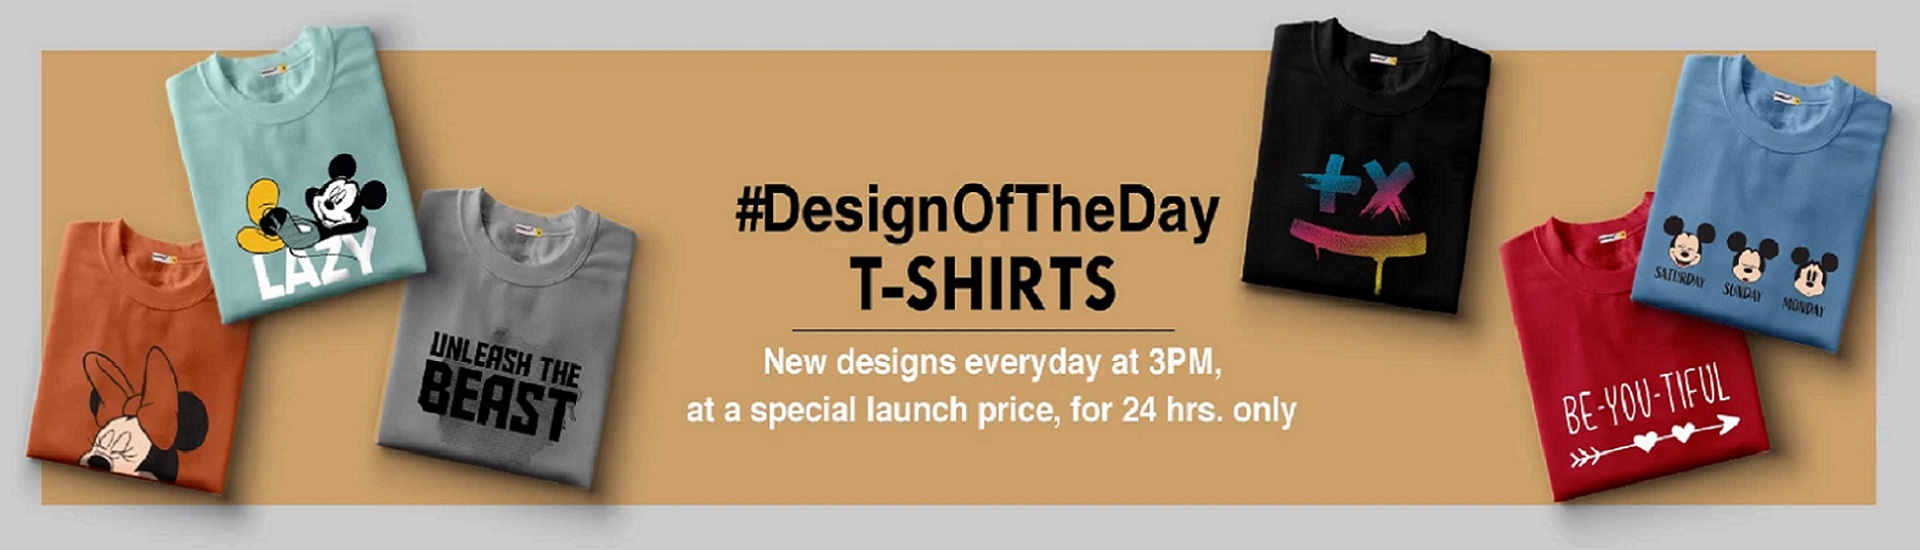 LAZY
UNLEASH THE
BEAST
#DesignOfTheDay
T-SHIRTS
New designs everyday at 3PM,
at a special launch price, for 24 hrs. only
+X
SATURDAY
SUNDAY
MONDAY
BE-YOU-TIFUL